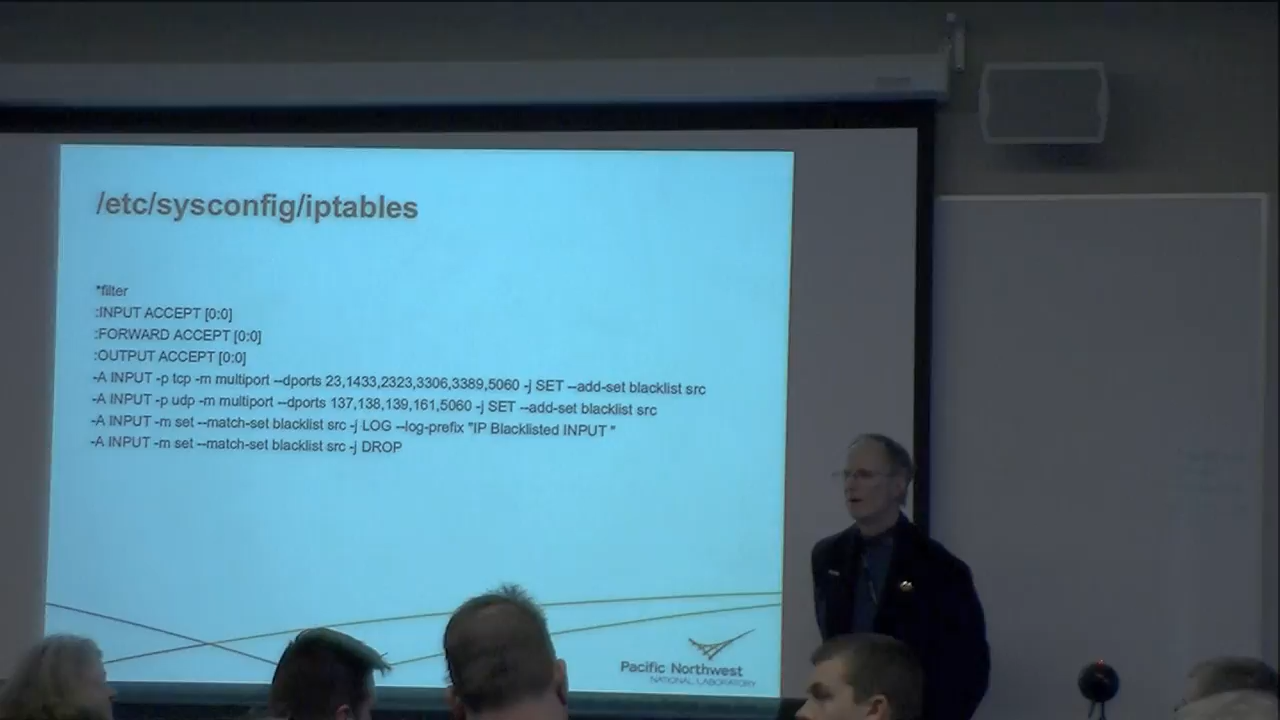 /etc/sysconfig/iptables
*filter
:INPUT ACCEPT [0:0]
:FORWARD ACCEPT [0:0]
:OUTPUT ACCEPT [0:0]
-A INPUT -p tcp -m multiport --dports 23,1433,2323,3306,3389,5060 -j SET --add-set blacklist src
-A INPUT -p udp -m multiport --dports 137,138,139,161,5060 -j SET --add-set blacklist src
-A INPUT -m set --match-set blacklist src -j LOG --log-prefix "IP Blacklisted INPUT "
-A INPUT -m set --match-set blacklist src -j DROP
Pacific Northwest
NATIONAL LABORATORY